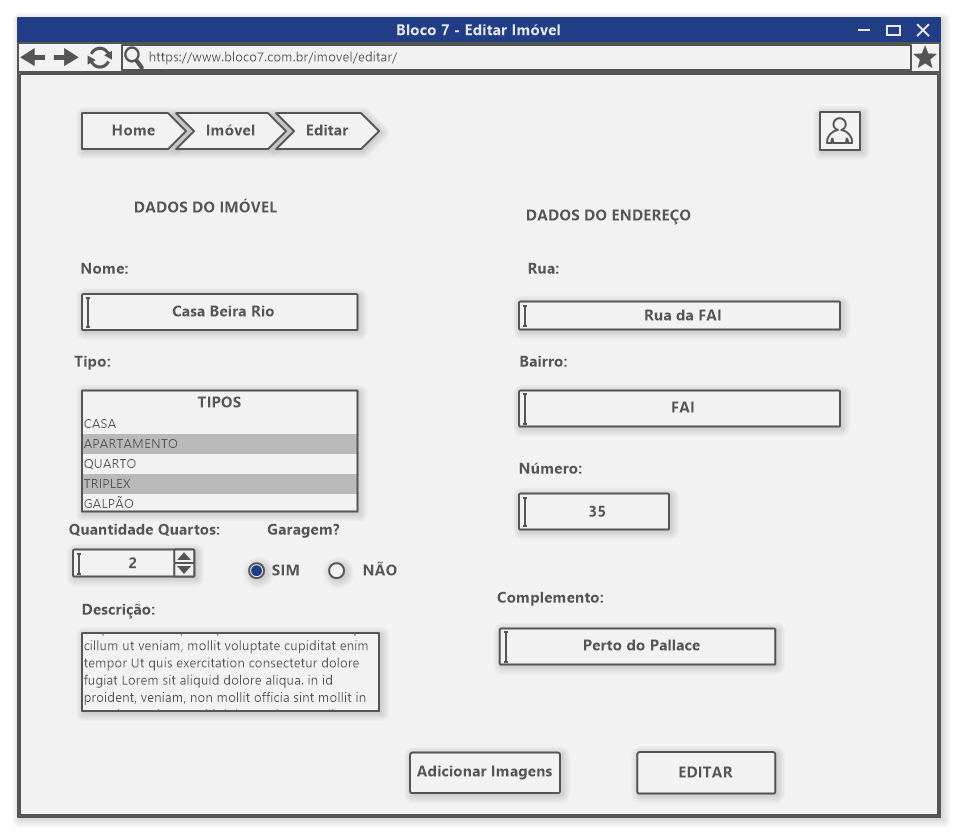 Bloco 7 - Editar Imóvel
https://www.bloco7.com.br/imovel/editar/
Home Imóvel Editar
DADOS DO IMÓVEL
Nome:
Casa Beira Rio
Tipo:
TIPOS
CASA
APARTAMENTO
QUARTO
TRIPLEX
GALPÃO
Quantidade Quartos: Garagem?
2 SIM NÃO
Descrição:
cillum ut veniam, mollit voluptate cupiditat enim
tempor Ut quis exercitation consectetur dolore
fugiat Lorem sit aliquid dolore aliqua. in id
proident, veniam, non mollit officia sint mollit in
DADOS DO ENDEREÇO
Rua:
Rua da FAI
Bairro:
FAI
Número:
35
Complemento:
Perto do Pallace
Adicionar Imagens EDITAR